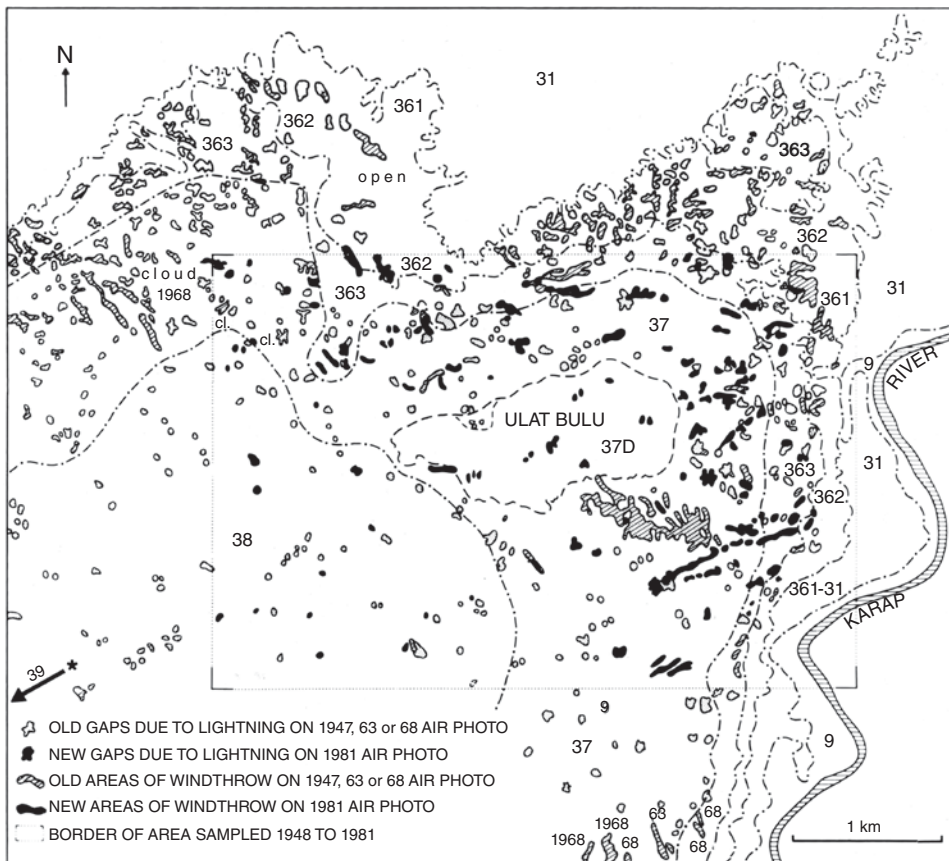 N
31
361
362
363
open
363
362
cloud
1968
362
363
361
31
cl.
cl.
37
9
RIVER
ULAT BULU
37D
31
363
362
38
361-31
KARAP
39
*
9
37
9
OLD GAPS DUE TO LIGHTNING ON 1947, 63 or 68 AIR PHOTO
NEW GAPS DUE TO LIGHTNING ON 1981 AIR PHOTO
OLD AREAS OF WINDTHROW ON 1947, 63 or 68 AIR PHOTO
NEW AREAS OF WINDTHROW ON 1981 AIR PHOTO
BORDER OF AREA SAMPLED 1948 TO 1981
1968
1968
68
63
68
68
1 km